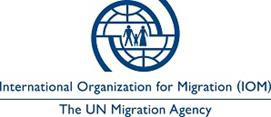 International Organization for Migration (IOM)
The UN Migration Agency